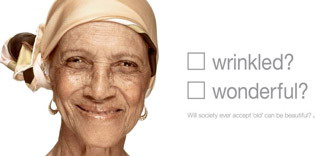 wrinkled?
wonderful?
Will society ever accept 'old' can be beautiful?